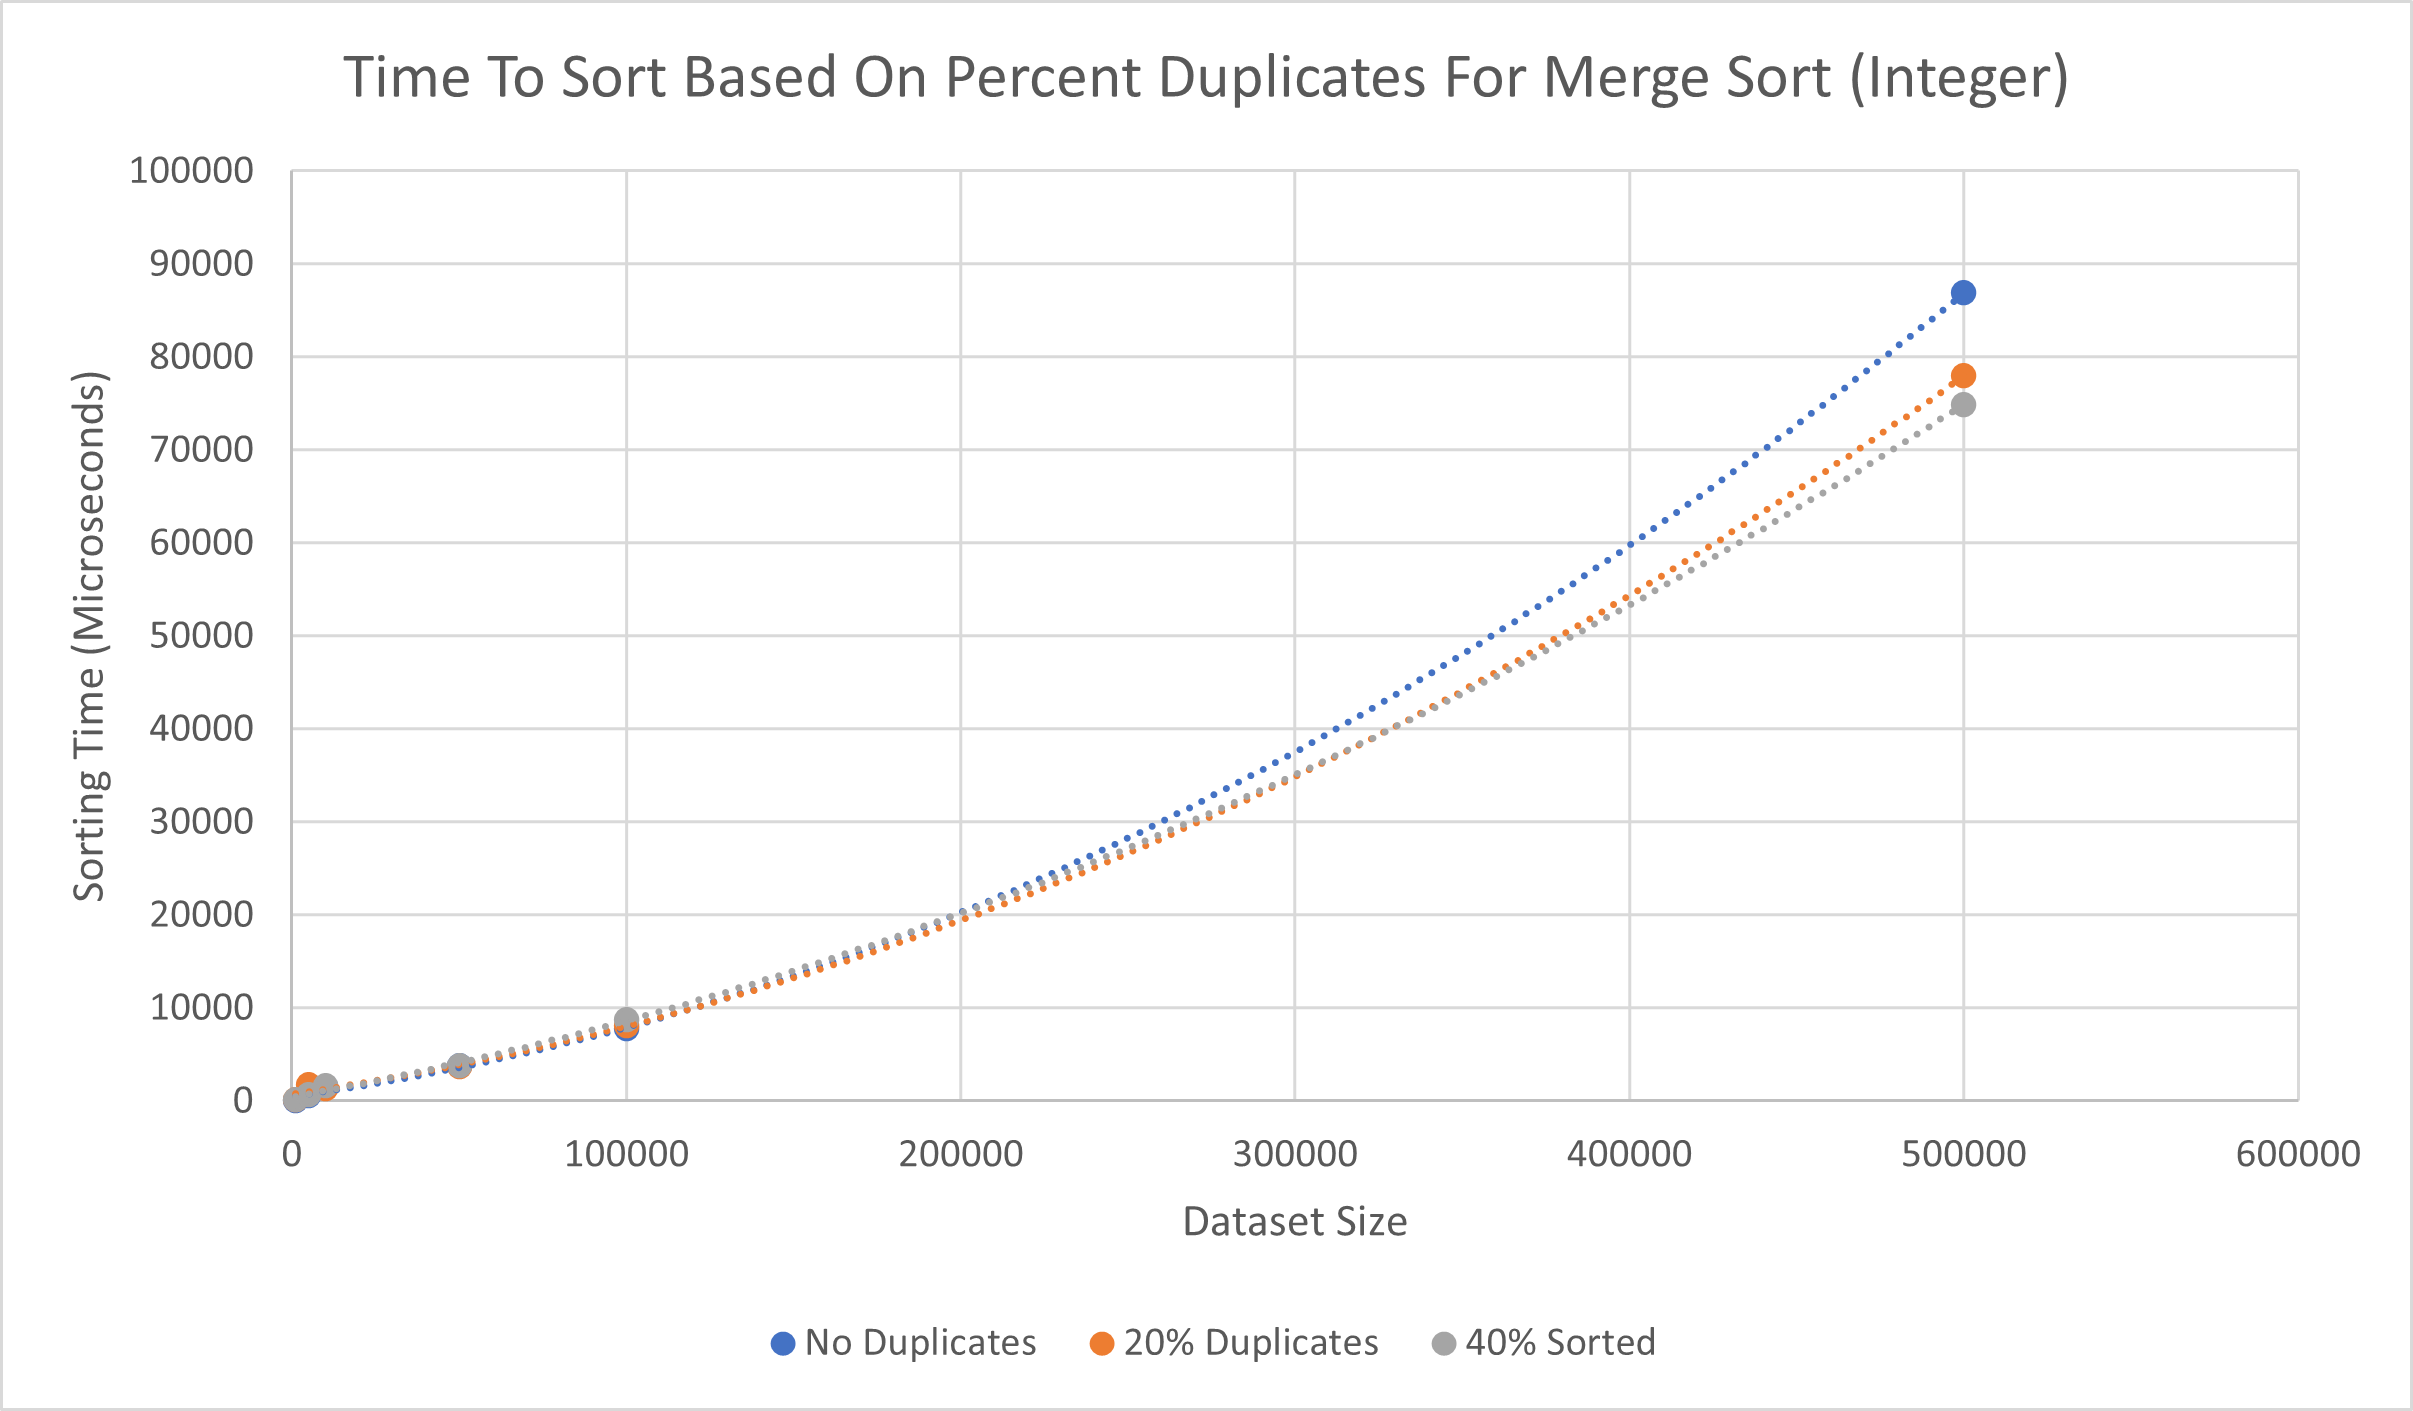 Time To Sort Based On Percent Duplicates For Merge Sort (Integer)
100000
90000
80000
70000
60000
50000
40000
30000
20000
10000
0
Sorting Time (Microseconds)
0 100000 200000 300000 400000 500000 600000
Dataset Size
No Duplicates 20% Duplicates 40% Sorted